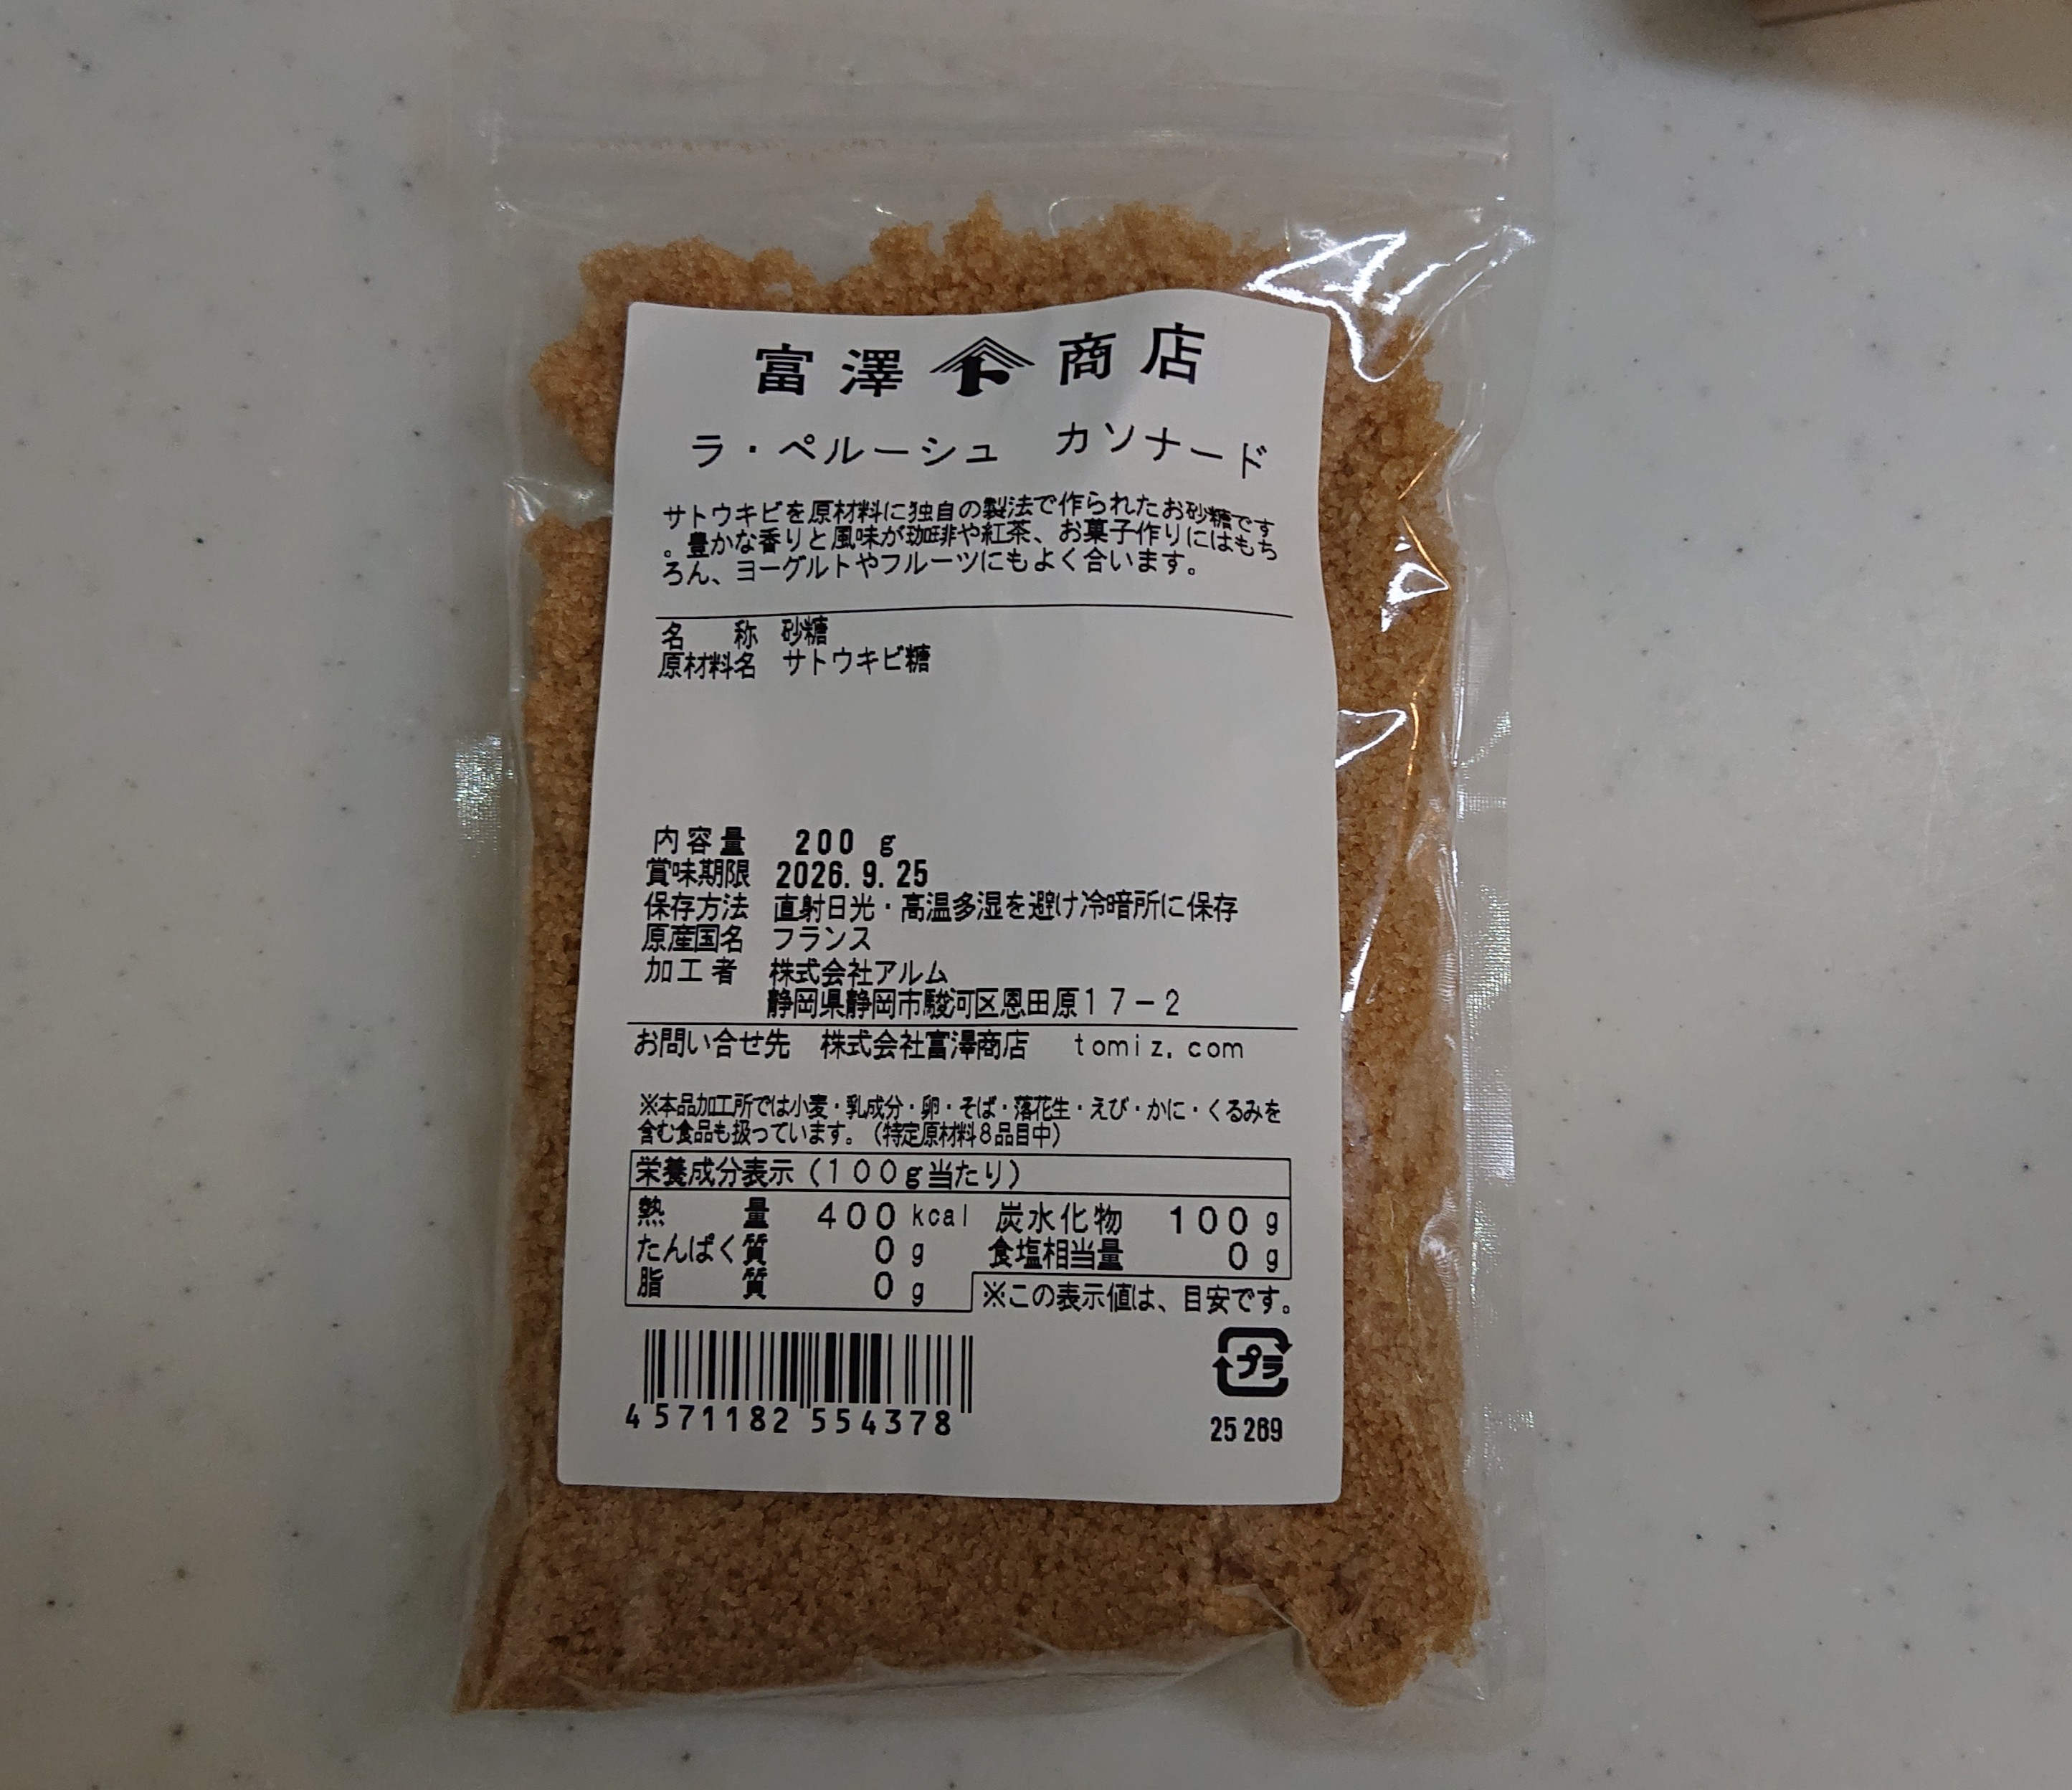 富澤 商店
ラ・ペルーシュ カソナード
サトウキビを原材料に独自の製法で作られたお砂糖です
。豊かな香りと風味が珈琲や紅茶、お菓子作りにはもち
ろん、ヨーグルトやフルーツにもよく合います。
名称 砂糖
原材料名 サトウキビ糖
内容量 200 g
賞味期限 2026.9.25
保存方法 直射日光・高温多湿を避け冷暗所に保存
原産国名 フランス
加工者 株式会社アルム
静岡県静岡市駿河区恩田原17-2
お問い合せ先 株式会社富澤商店 tomiz.com
※本品加工所では小麦・乳成分・卵・そば・落花生・えび・かに・くるみを
含む食品も扱っています。(特定原材料8品目中)
栄養成分表示(100g当たり)
熱量 400 kcal 炭水化物 100 g
たんぱく質 0 g 食塩相当量 0 g
脂質 0 g ※この表示値は、目安です。
プラ
4 571182 554378
25 269